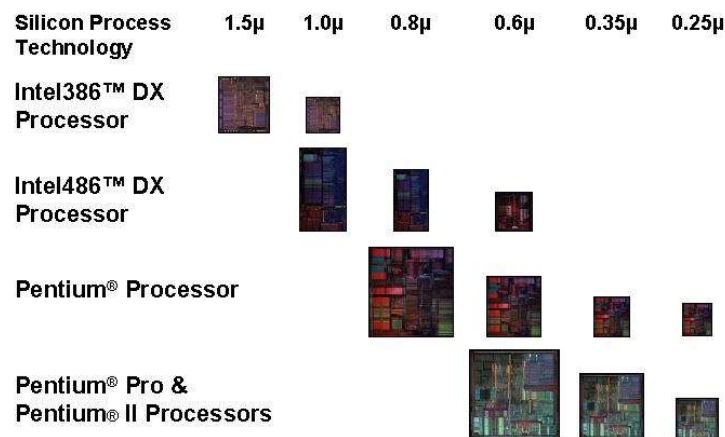 Silicon Process 1.5µ 1.0µ 0.8µ 0.6µ 0.35µ 0.25µ
Technology
Intel386™ DX
Processor
Intel486™ DX
Processor
Pentium® Processor
Pentium® Pro &
Pentium® II Processors